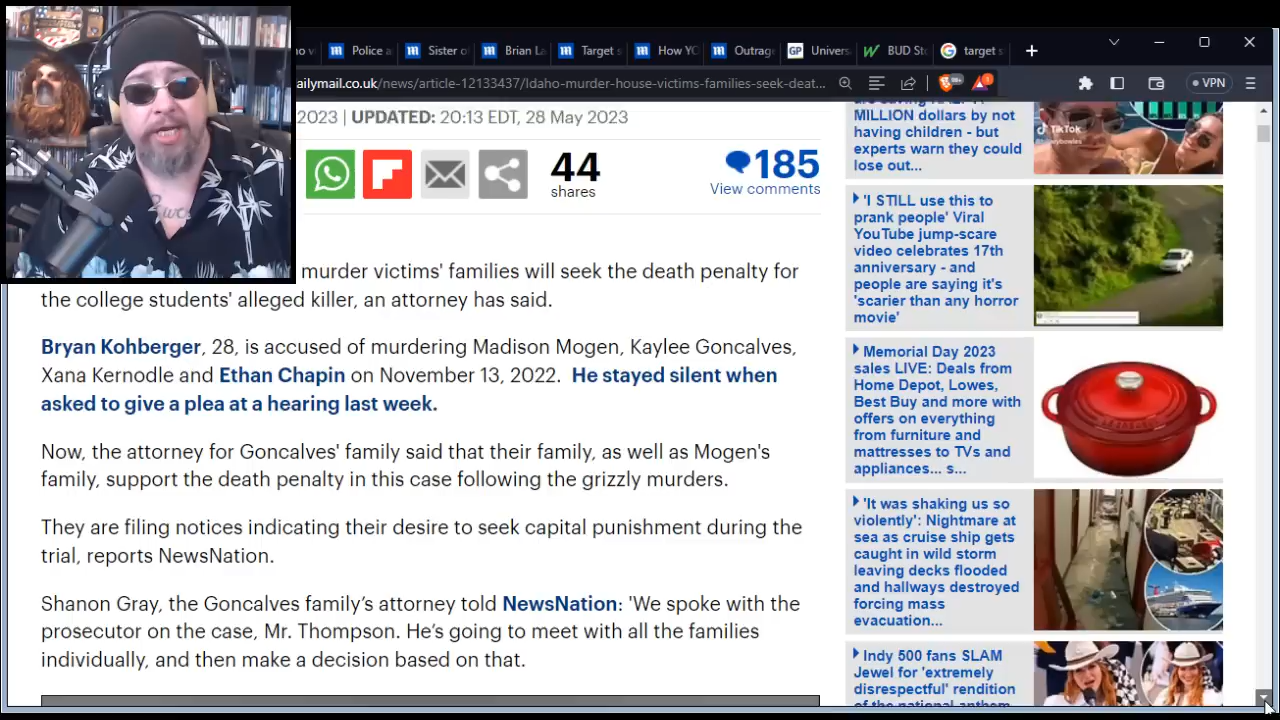 Police a
Sister o
Brian La
Target s
How YO
Outrag
Univers
BUD Sto
target s
ailymail.co.uk/news/article-12133437/Idaho-murder-house-victims-families-seek-deat...
VPN
2023 | UPDATED: 20:13 EDT, 28 May 2023
44
shares
185
View comments
murder victims' families will seek the death penalty for
the college students' alleged killer, an attorney has said.
Bryan Kohberger, 28, is accused of murdering Madison Mogen, Kaylee Goncalves,
Xana Kernodle and Ethan Chapin on November 13, 2022. He stayed silent when
asked to give a plea at a hearing last week.
Now, the attorney for Goncalves' family said that their family, as well as Mogen's
family, support the death penalty in this case following the grizzly murders.
They are filing notices indicating their desire to seek capital punishment during the
trial, reports NewsNation.
Shanon Gray, the Goncalves family's attorney told NewsNation: 'We spoke with the
prosecutor on the case, Mr. Thompson. He's going to meet with all the families
individually, and then make a decision based on that.
MILLION dollars by not
having children - but
experts warn they could
lose out...
TikTok
'I STILL use this to
prank people' Viral
YouTube jump-scare
video celebrates 17th
anniversary - and
people are saying it's
'scarier than any horror
movie'
Memorial Day 2023
sales LIVE: Deals from
Home Depot, Lowes,
Best Buy and more with
offers on everything
from furniture and
mattresses to TVs and
appliances... s...
'It was shaking us so
violently': Nightmare at
sea as cruise ship gets
caught in wild storm
leaving decks flooded
and hallways destroyed
forcing mass
evacuation...
Indy 500 fans SLAM
Jewel for 'extremely
disrespectful' rendition
of the national anthem